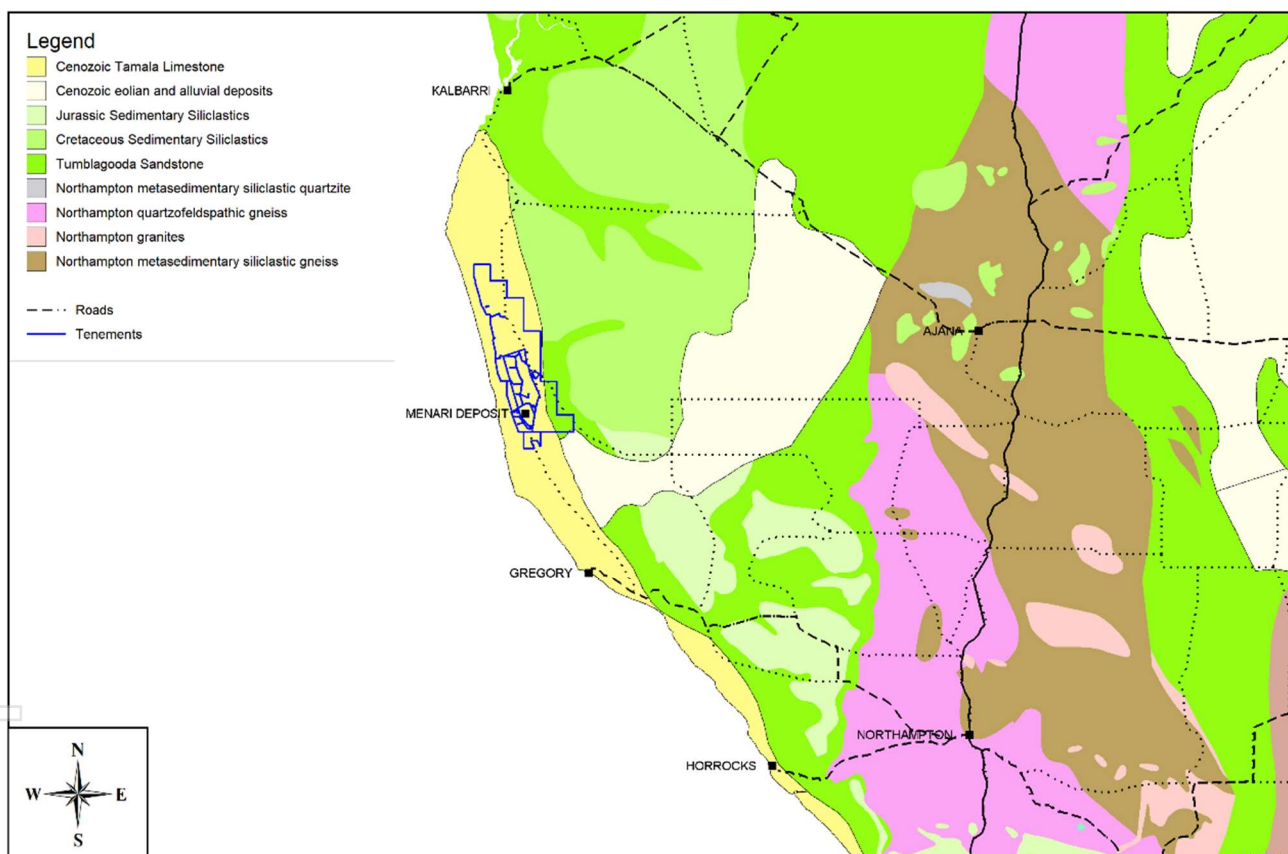 Legend
Cenozoic Tamala Limestone
Cenozoic eolian and alluvial deposits
Jurassic Sedimentary Siliclastics
Cretaceous Sedimentary Siliclastics
Tumblagooda Sandstone
Northampton metasedimentary siliclastic quartzite
Northampton quartzofeldspathic gneiss
Northampton granites
Northampton metasedimentary siliclastic gneiss
Roads
Tenements
KALBARRI
AJANA
MENARI DEPOSIT
GREGORY
NORTHAMPTON
HORROCKS
N
W E
S